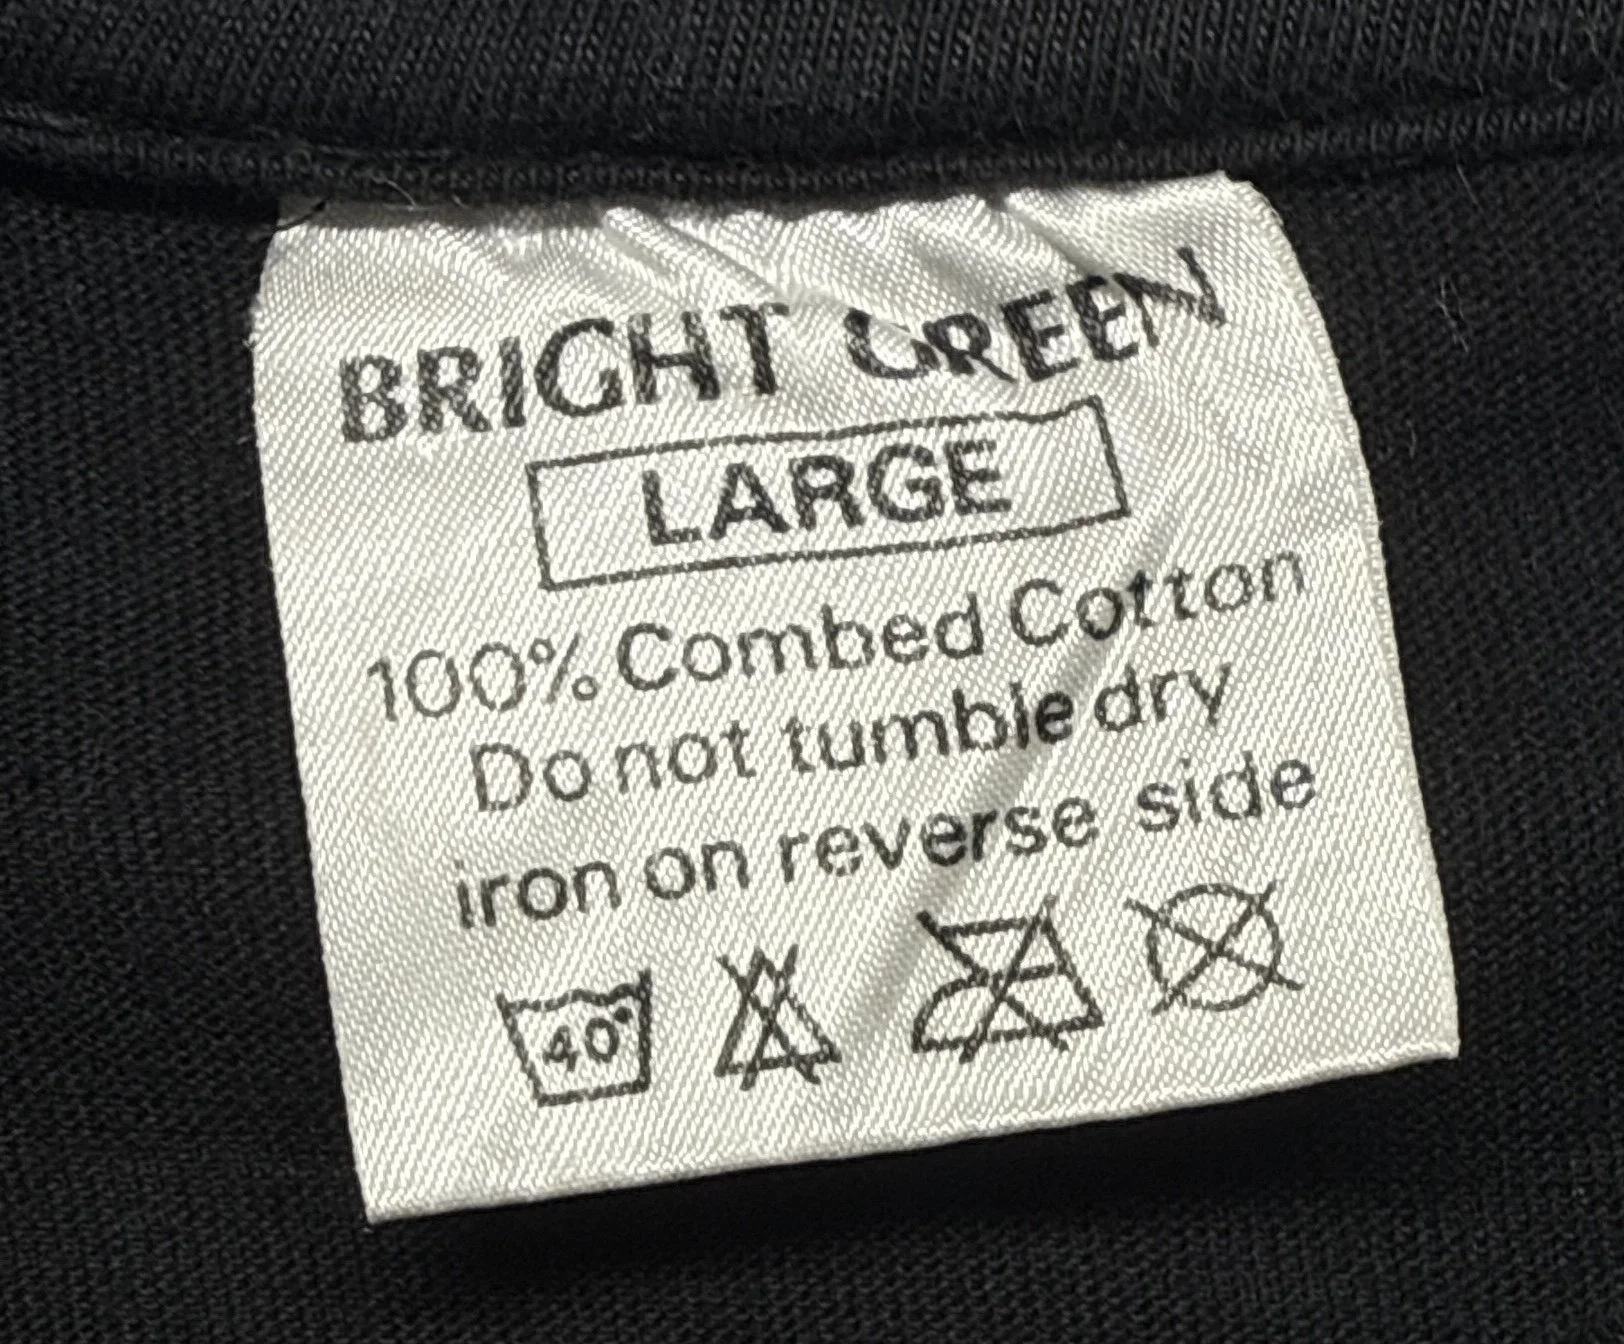 BRIGHT GREEN
LARGE
100% Combed Cotton
Do not tumble dry
iron on reverse side
40°